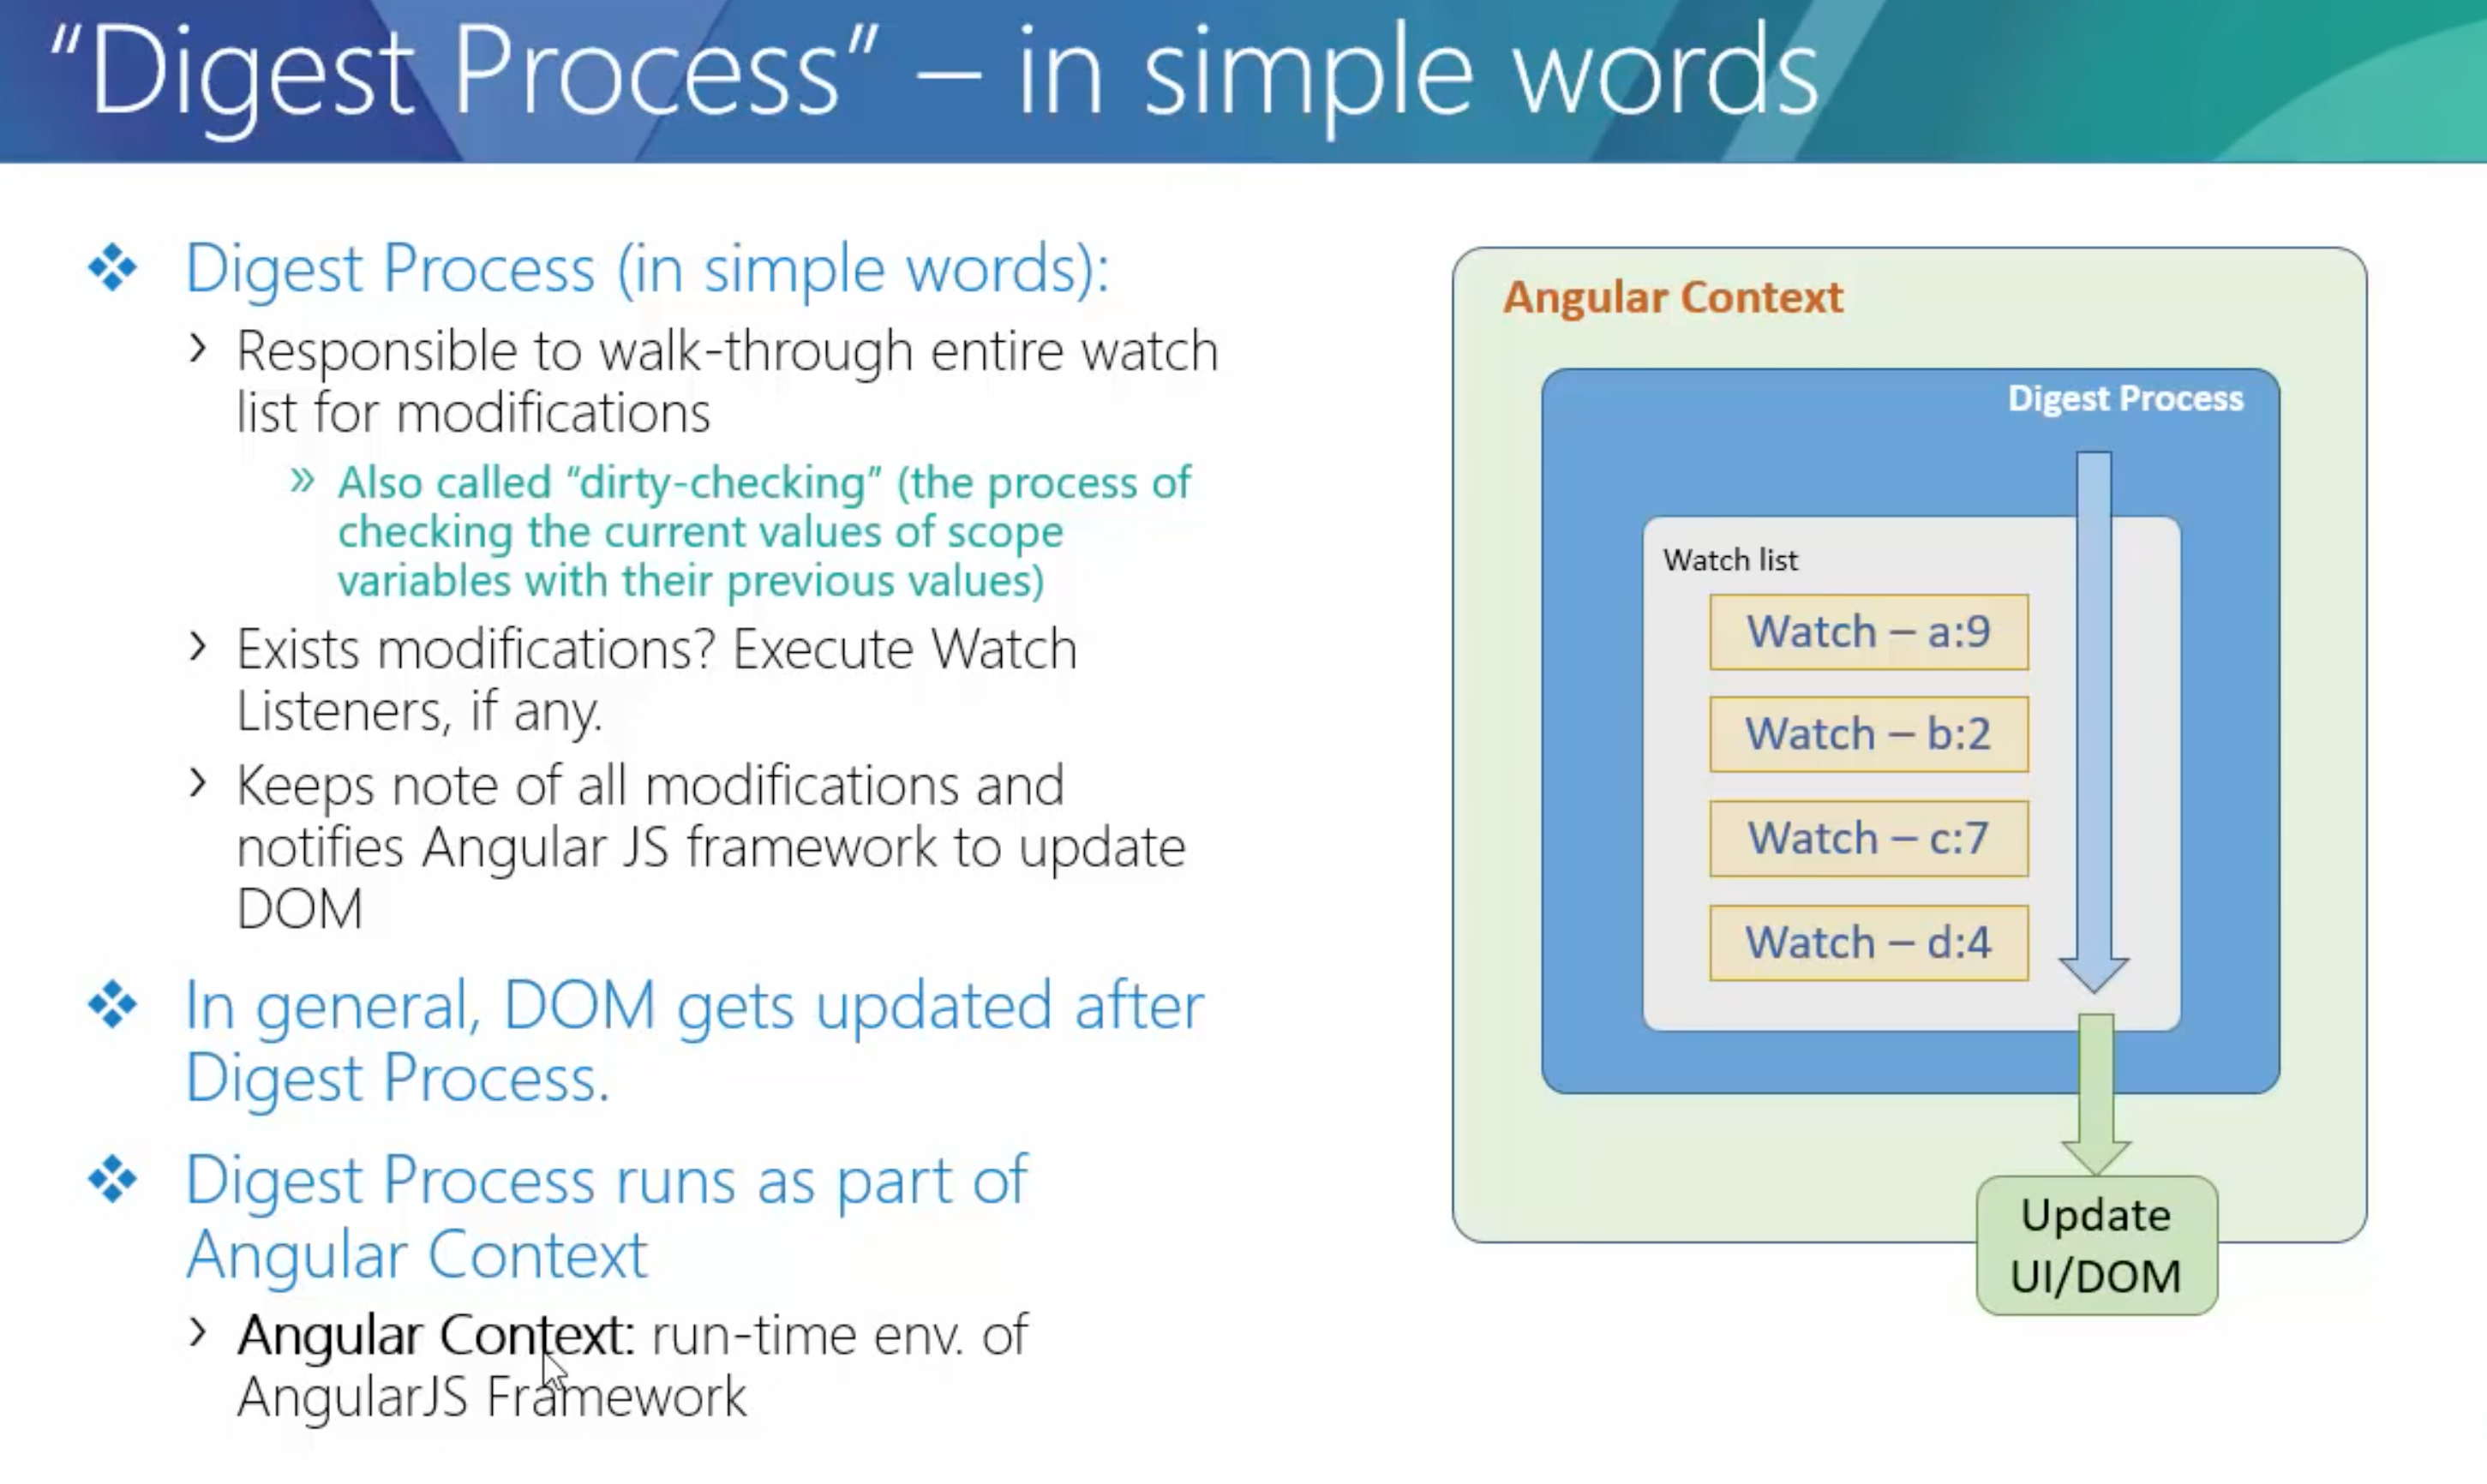 “Digest Process” – in simple words
Digest Process (in simple words):
Responsible to walk-through entire watch
list for modifications
Also called “dirty-checking” (the process of
checking the current values of scope
variables with their previous values)
Exists modifications? Execute Watch
Listeners, if any.
Keeps note of all modifications and
notifies Angular JS framework to update
DOM
In general, DOM gets updated after
Digest Process.
Digest Process runs as part of
Angular Context
Angular Context: run-time env. of
AngularJS Framework
Angular Context
Digest Process
Watch list
Watch – a:9
Watch – b:2
Watch – c:7
Watch – d:4
Update
UI/DOM